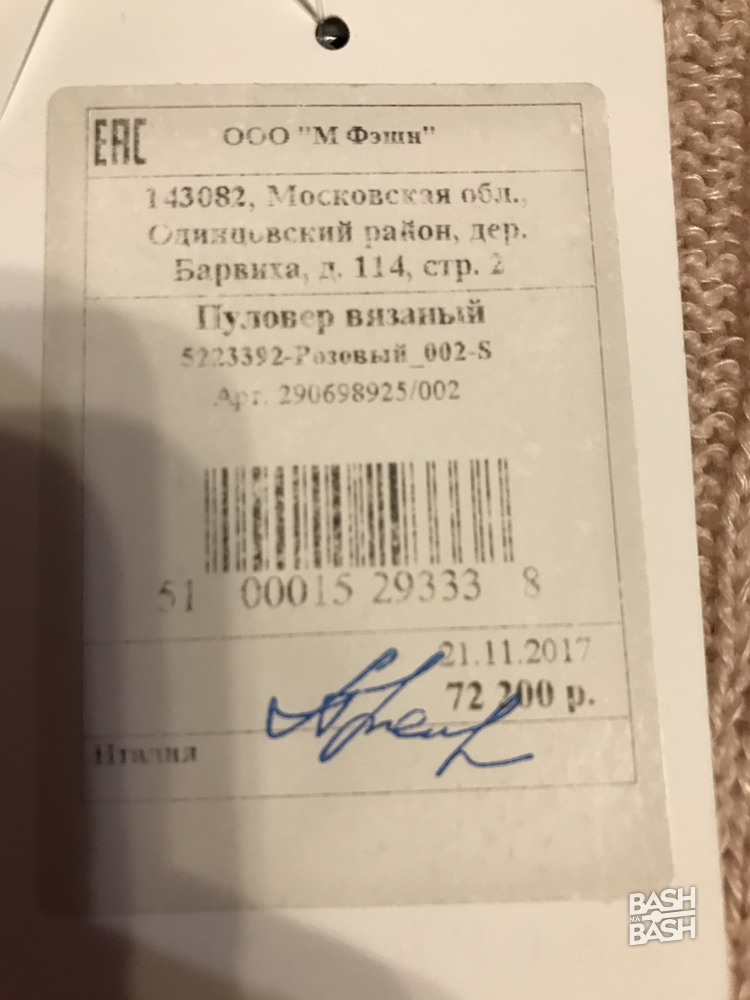 EAC
ООО "М Фэшн"
143082, Московская обл.,
Одинцовский район, дер.
Барвиха, д. 114, стр. 2
Пуловер вязаный
5223392-Розовый_002-S
Арт. 290698925/002
51 00015 29333 8
21.11.2017
72 200 р.
Италия
BASH
NA
BASH